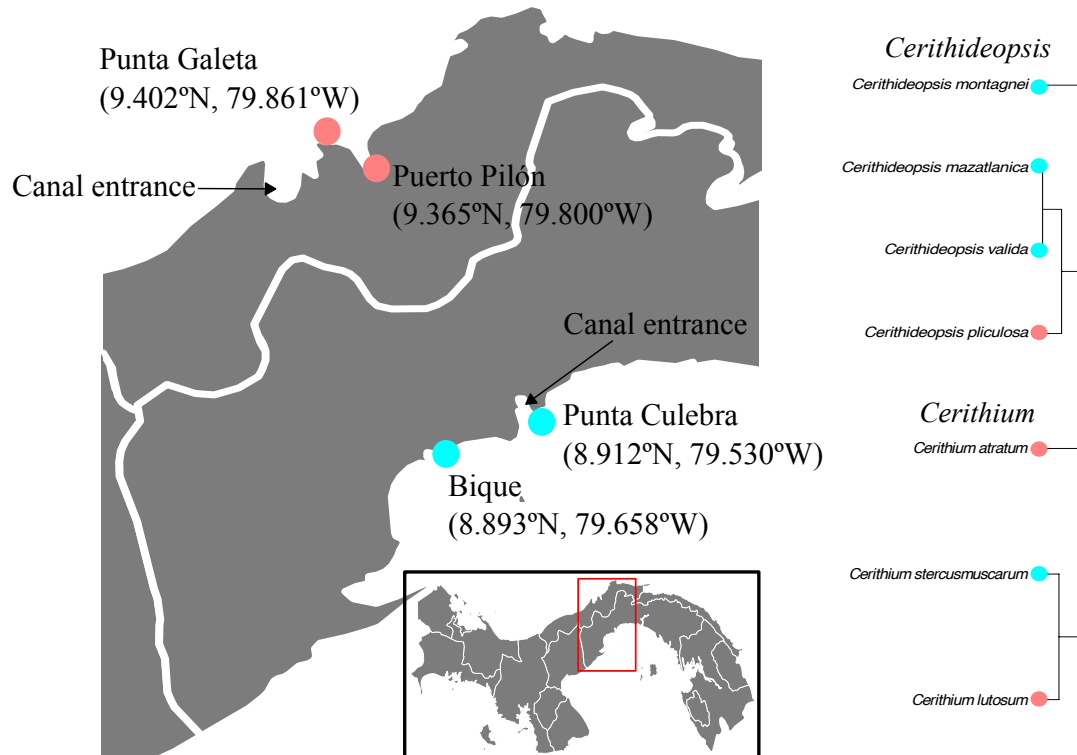 Punta Galeta
(9.402ºN, 79.861ºW)
Canal entrance
Puerto Pilón
(9.365ºN, 79.800ºW)
Canal entrance
Punta Culebra
(8.912ºN, 79.530ºW)
Bique
(8.893ºN, 79.658ºW)
Cerithideopsis
Cerithideopsis montagnei
Cerithideopsis mazatlanica
Cerithideopsis valida
Cerithideopsis pliculosa
Cerithium
Cerithium atratum
Cerithium stercusmuscarum
Cerithium lutosum